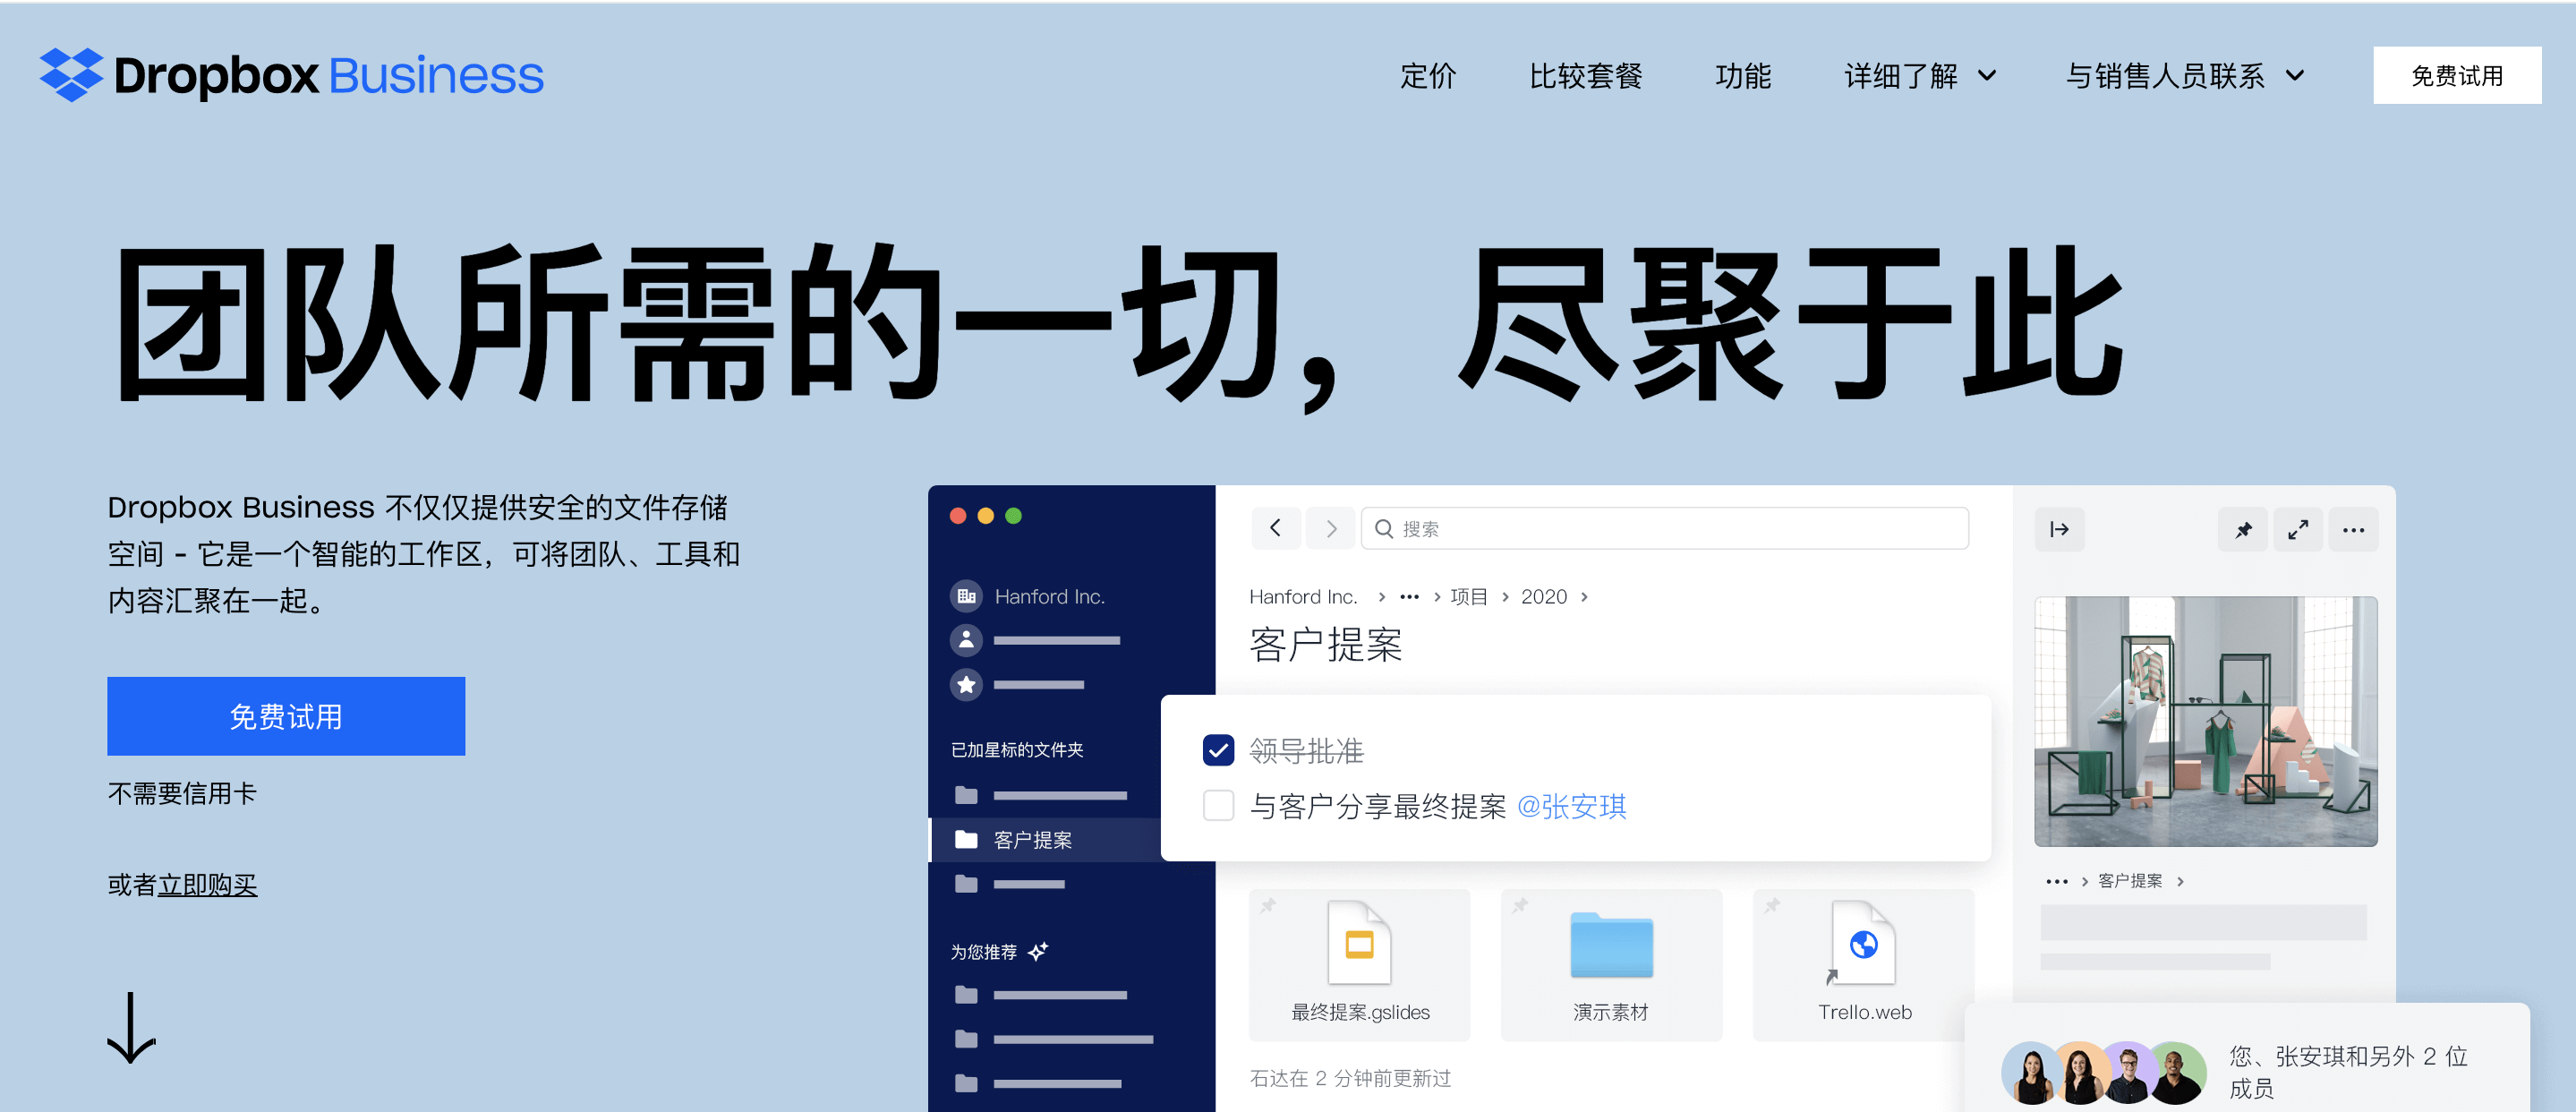 Dropbox Business
定价
比较套餐
功能
详细了解
与销售人员联系
免费试用
团队所需的一切，尽聚于此
Dropbox Business 不仅仅提供安全的文件存储
空间 - 它是一个智能的工作区，可将团队、工具和
内容汇聚在一起。
免费试用
不需要信用卡
或者立即购买
Hanford Inc.
已加星标的文件夹
客户提案
为您推荐
搜索
Hanford Inc. > ••• > 项目 > 2020 >
客户提案
领导批准
与客户分享最终提案 @张安琪
最终提案.gslides
演示素材
Trello.web
石达在 2 分钟前更新过
••• > 客户提案 >
您、张安琪和另外 2 位
成员